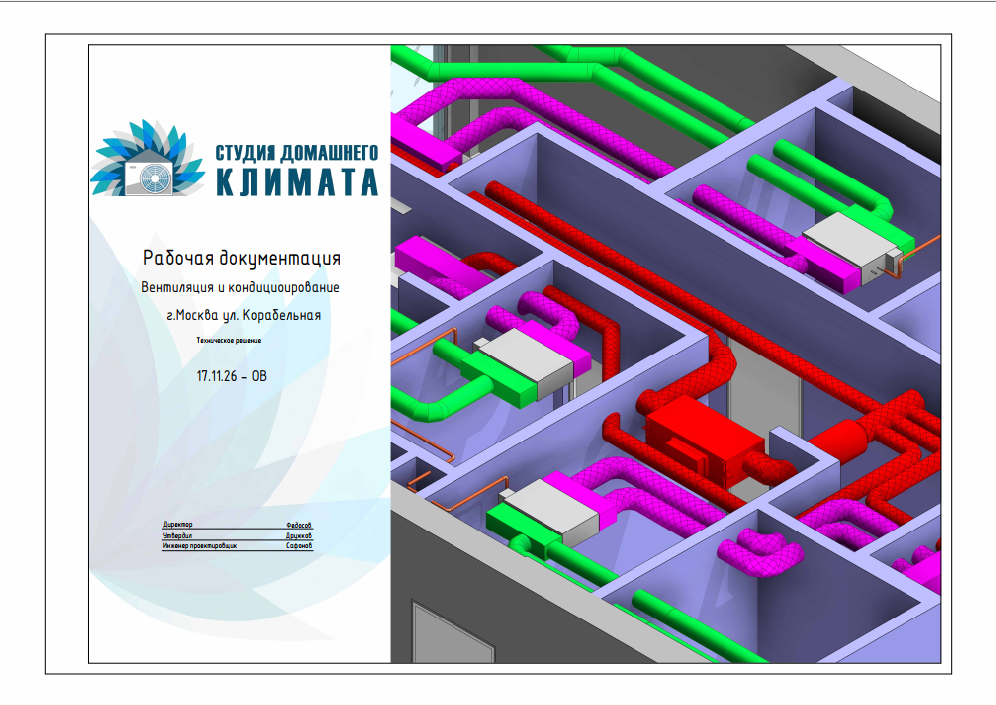 СТУДИЯ ДОМАШНЕГО
КЛИМАТА
Рабочая документация
Вентиляция и кондициоирование
г.Москва ул. Корабельная
Техническое решение
17.11.26 - ОВ
Директор Федосов
Утвердил Дружков
Инженер проектировщик Сафонов